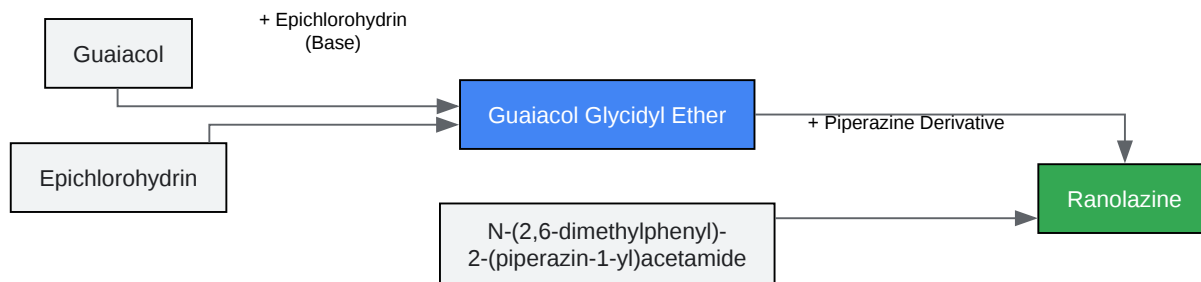 + Epichlorohydrin
(Base)
Guaiacol
Guaiacol Glycidyl Ether
+ Piperazine Derivative
Epichlorohydrin
Ranolazine
N-(2,6-dimethylphenyl)-
2-(piperazin-1-yl)acetamide